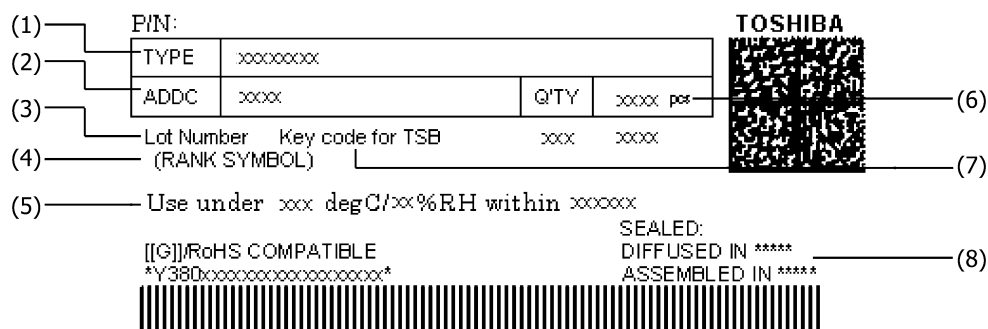 (1) P/N: TOSHIBA
TYPE xxxxxxxx
(2)
ADDC xxxx Q'TY xxxx pcs (6)
(3)
Lot Number Key code for TSB xxx xxxx
(4) (RANK SYMBOL) (7)
(5) Use under xxx degC/xx%RH within xxxxxx
SEALED:
[[G]]/RoHS COMPATIBLE DIFFUSED IN ***** (8)
*Y380xxxxxxxxxxxxxxxxx* ASSEMBLED IN *****